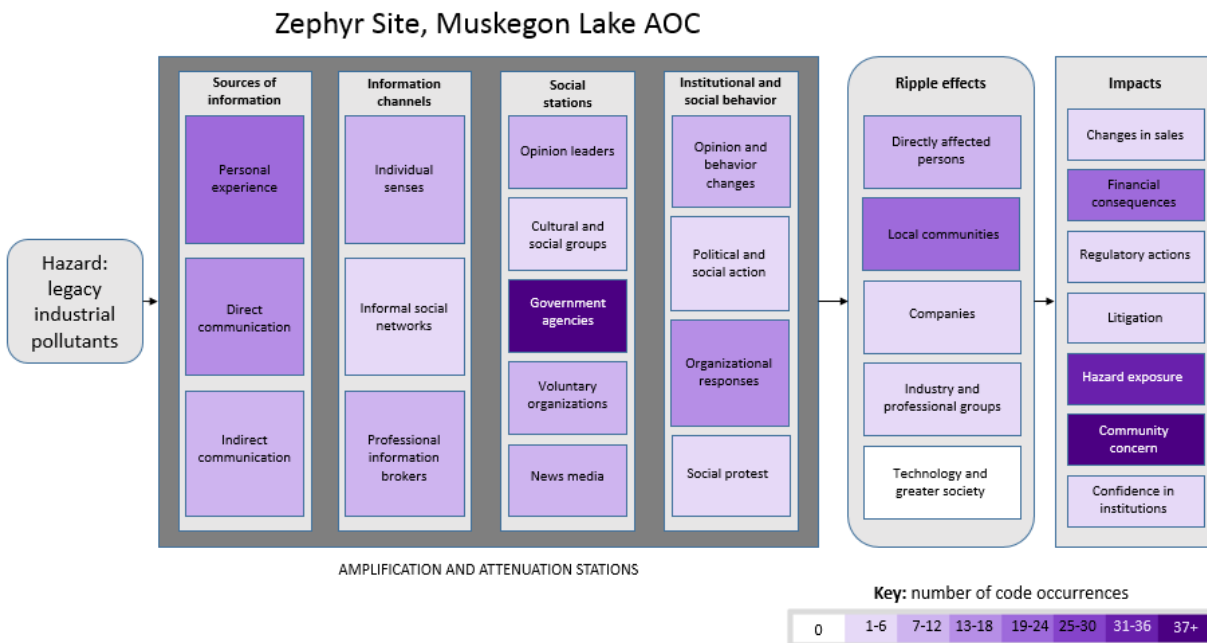 Zephyr Site, Muskegon Lake AOC
Hazard:
legacy
industrial
pollutants
Sources of
information
Personal
experience
Direct
communication
Indirect
communication
Information
channels
Individual
senses
Informal social
networks
Professional
information
brokers
Social
stations
Opinion leaders
Cultural and
social groups
Government
agencies
Voluntary
organizations
News media
Institutional and
social behavior
Opinion and
behavior
changes
Political and
social action
Organizational
responses
Social protest
AMPLIFICATION AND ATTENUATION STATIONS
Ripple effects
Directly affected
persons
Local communities
Companies
Industry and
professional groups
Technology and
greater society
Impacts
Changes in sales
Financial
consequences
Regulatory actions
Litigation
Hazard exposure
Community
concern
Confidence in
institutions
Key: number of code occurrences
0 1-6 7-12 13-18 19-24 25-30 31-36 37+